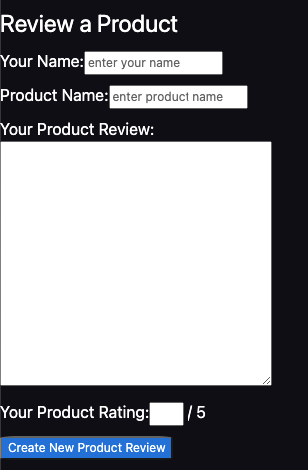 Review a Product
Your Name: enter your name
Product Name: enter product name
Your Product Review:
Your Product Rating: / 5
Create New Product Review